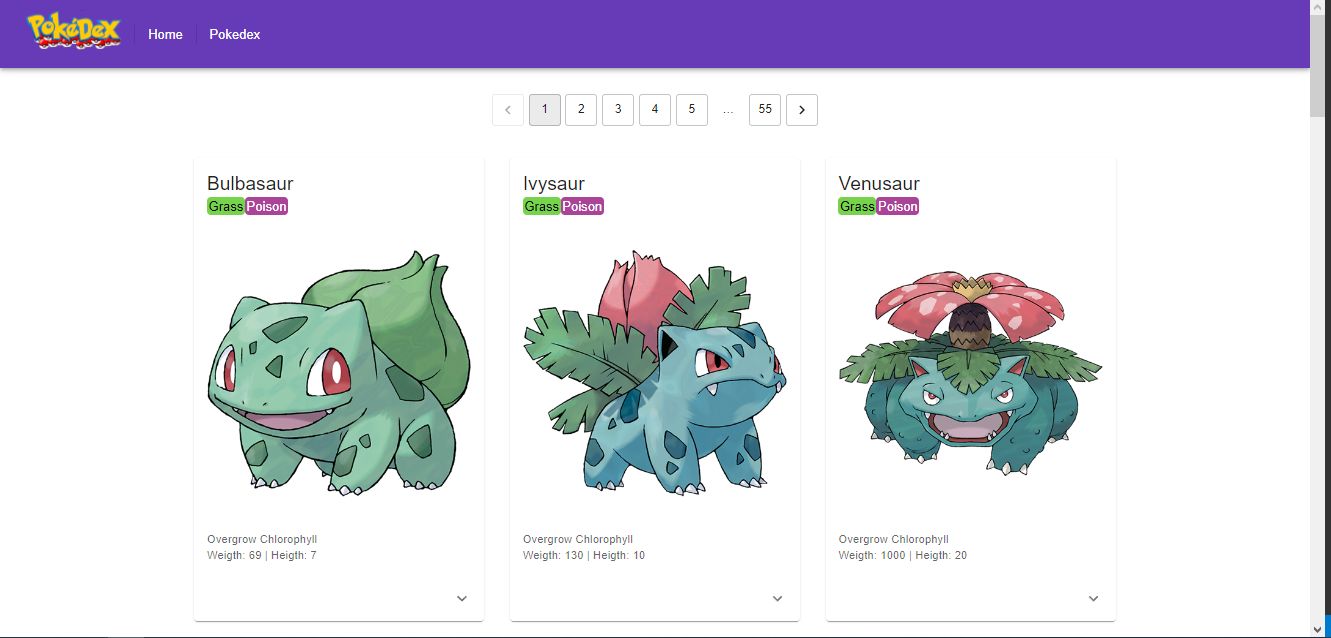 PokéDex
Home
Pokedex
1 2 3 4 5 ... 55
Bulbasaur
Grass Poison
Overgrow Chlorophyll
Weigth: 69 | Heigth: 7
Ivysaur
Grass Poison
Overgrow Chlorophyll
Weigth: 130 | Heigth: 10
Venusaur
Grass Poison
Overgrow Chlorophyll
Weigth: 1000 | Heigth: 20